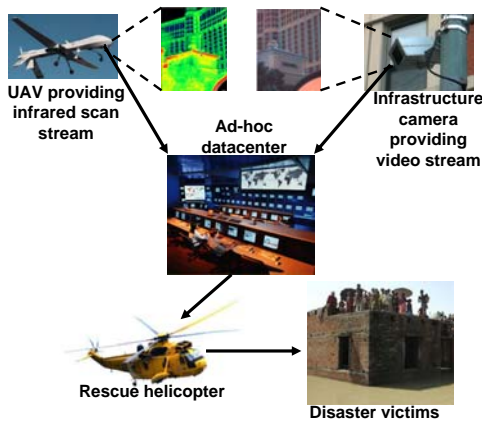 UAV providing
infrared scan
stream
Infrastructure
camera
providing
video stream
Ad-hoc
datacenter
Rescue helicopter
Disaster victims